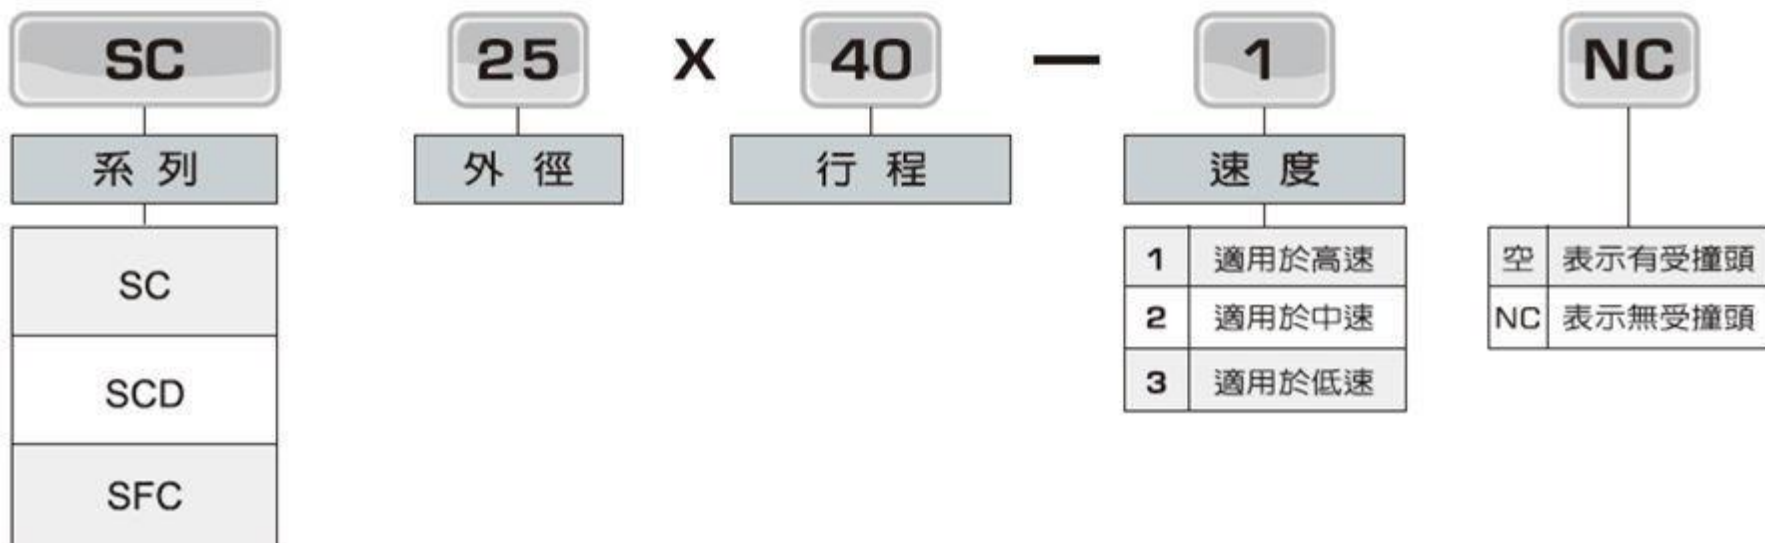 SC 25 X 40 — 1 NC
系列 外徑 行程 速度
SC
SCD
SFC
1 適用於高速
2 適用於中速
3 適用於低速
空 表示有受撞頭
NC 表示無受撞頭